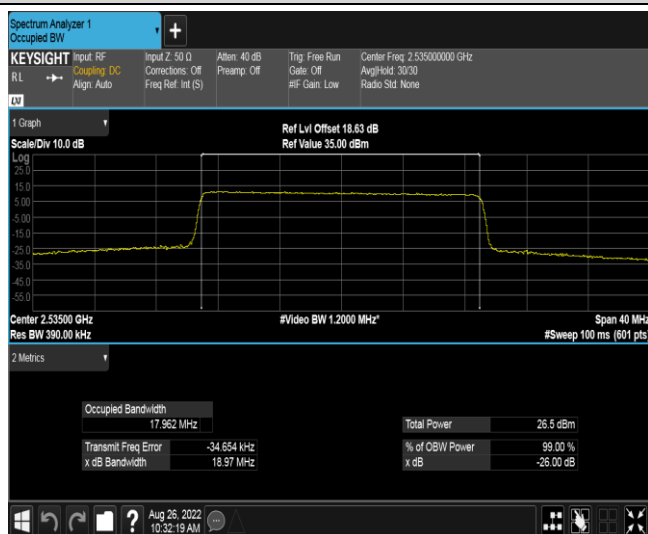 Spectrum Analyzer 1
Occupied BW
+
KEYSIGHT
RL
LXI
Input: RF
Coupling: DC
Align: Auto
Input Z: 50 Ω
Corrections: Off
Freq Ref: Int (S)
Atten: 40 dB
Preamp: Off
Trig: Free Run
Gate: Off
#IF Gain: Low
Center Freq: 2.535000000 GHz
Avg|Hold: 30/30
Radio Std: None
1 Graph
Scale/Div 10.0 dB
Ref Lvl Offset 18.63 dB
Ref Value 35.00 dBm
Log
25.0
15.0
5.00
-5.00
-15.0
-25.0
-35.0
-45.0
-55.0
Center 2.53500 GHz
Res BW 390.00 kHz
#Video BW 1.2000 MHz*
Span 40 MHz
#Sweep 100 ms (601 pts)
2 Metrics
Occupied Bandwidth
17.962 MHz
Transmit Freq Error -34.654 kHz
x dB Bandwidth 18.97 MHz
Total Power 26.5 dBm
% of OBW Power 99.00 %
x dB -26.00 dB
?
Aug 26, 2022
10:32:19 AM